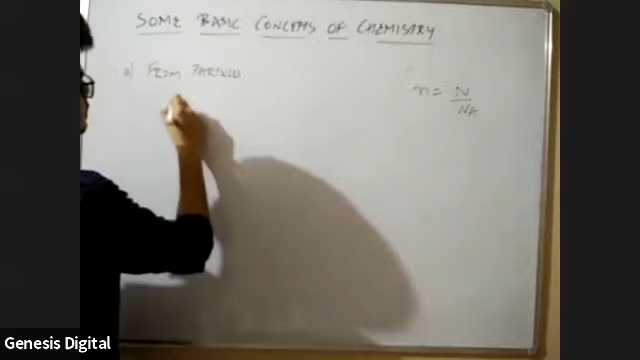 SOME BASIC CONCEPTS OF CHEMISTRY
a) FROM PARTICLES
n = N / NA
Genesis Digital